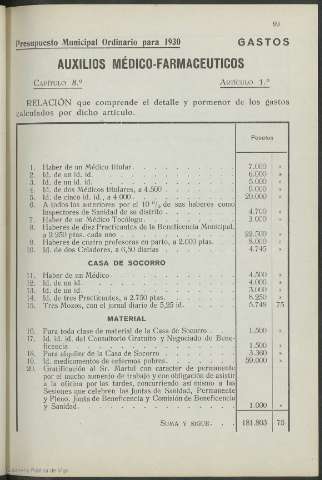 Presupuesto Municipal Ordinario para 1930 GASTOS
AUXILIOS MÉDICO-FARMACEUTICOS
CAPÍTULO 8.º ARTÍCULO 1.º
RELACIÓN que comprende el detalle y pormenor de los gastos
calculados por dicho artículo.
Pesetas
1. Haber de un Médico titular 7.000 »
2. Id. de un id. id. 6.000 »
3. Id. de un id. id. 5.000 »
4. Id. de dos Médicos titulares, a 4.500 9.000 »
5. Id. de cinco id. id., a 4.000 20.000 »
6. A todos los anteriores por el 10 % de sus haberes como
Inspectores de Sanidad de su distrito 4.700 »
7. Haber de un Médico Tocólogo 3.000 »
8. Haberes de diez Practicantes de la Beneficencia Municipal,
a 2.250 ptas. cada uno 22.500 »
9. Haberes de cuatro profesoras en parto, a 2.000 ptas. 8.000 »
10. Id. de dos Celadores, a 6,50 diarias 4.745 »
CASA DE SOCORRO
11. Haber de un Médico 4.500 »
12. Id. de un id. 4.000 »
13. Id. de un id. 3.000 »
14. Id. de tres Practicantes, a 2.750 ptas. 8.250 »
15. Tres Mozos, con el jornal diario de 5,25 id. 5.748 75
MATERIAL
16. Para toda clase de material de la Casa de Socorro 1.500 »
17. Id. id. id. del Consultorio Gratuito y Negociado de Bene-
ficencia 1.500 »
18. Para alquiler de la Casa de Socorro 3.360 »
19. Id. medicamentos de enfermos pobres 59.000 »
20. Gratificación al Sr. Martul con caracter de permanente
por el mucho aumento de trabajo y con obligación de asistir
a la oficina por las tardes, concurriendo así mismo a las
Sesiones que celebren las Juntas de Sanidad, Permanente
y Pleno, Junta de Beneficencia y Comisión de Beneficencia
y Sanidad 1.000 »
SUMA Y SIGUE 181.803 75